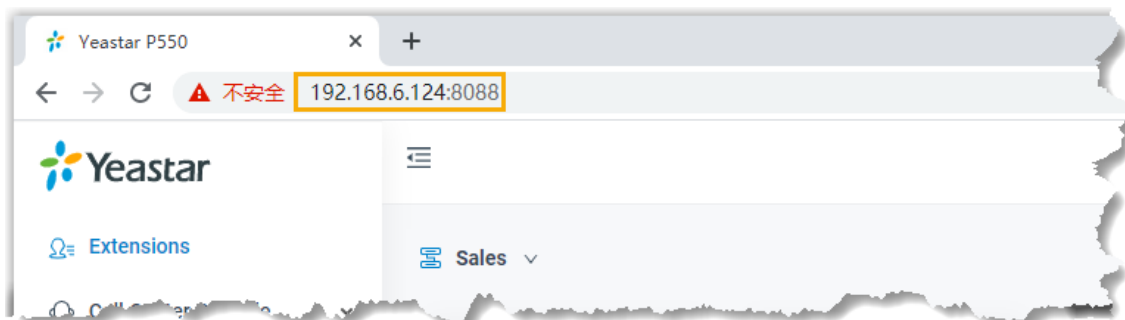 Yeastar P550
不安全 192.168.6.124:8088
Yeastar
Extensions
Sales